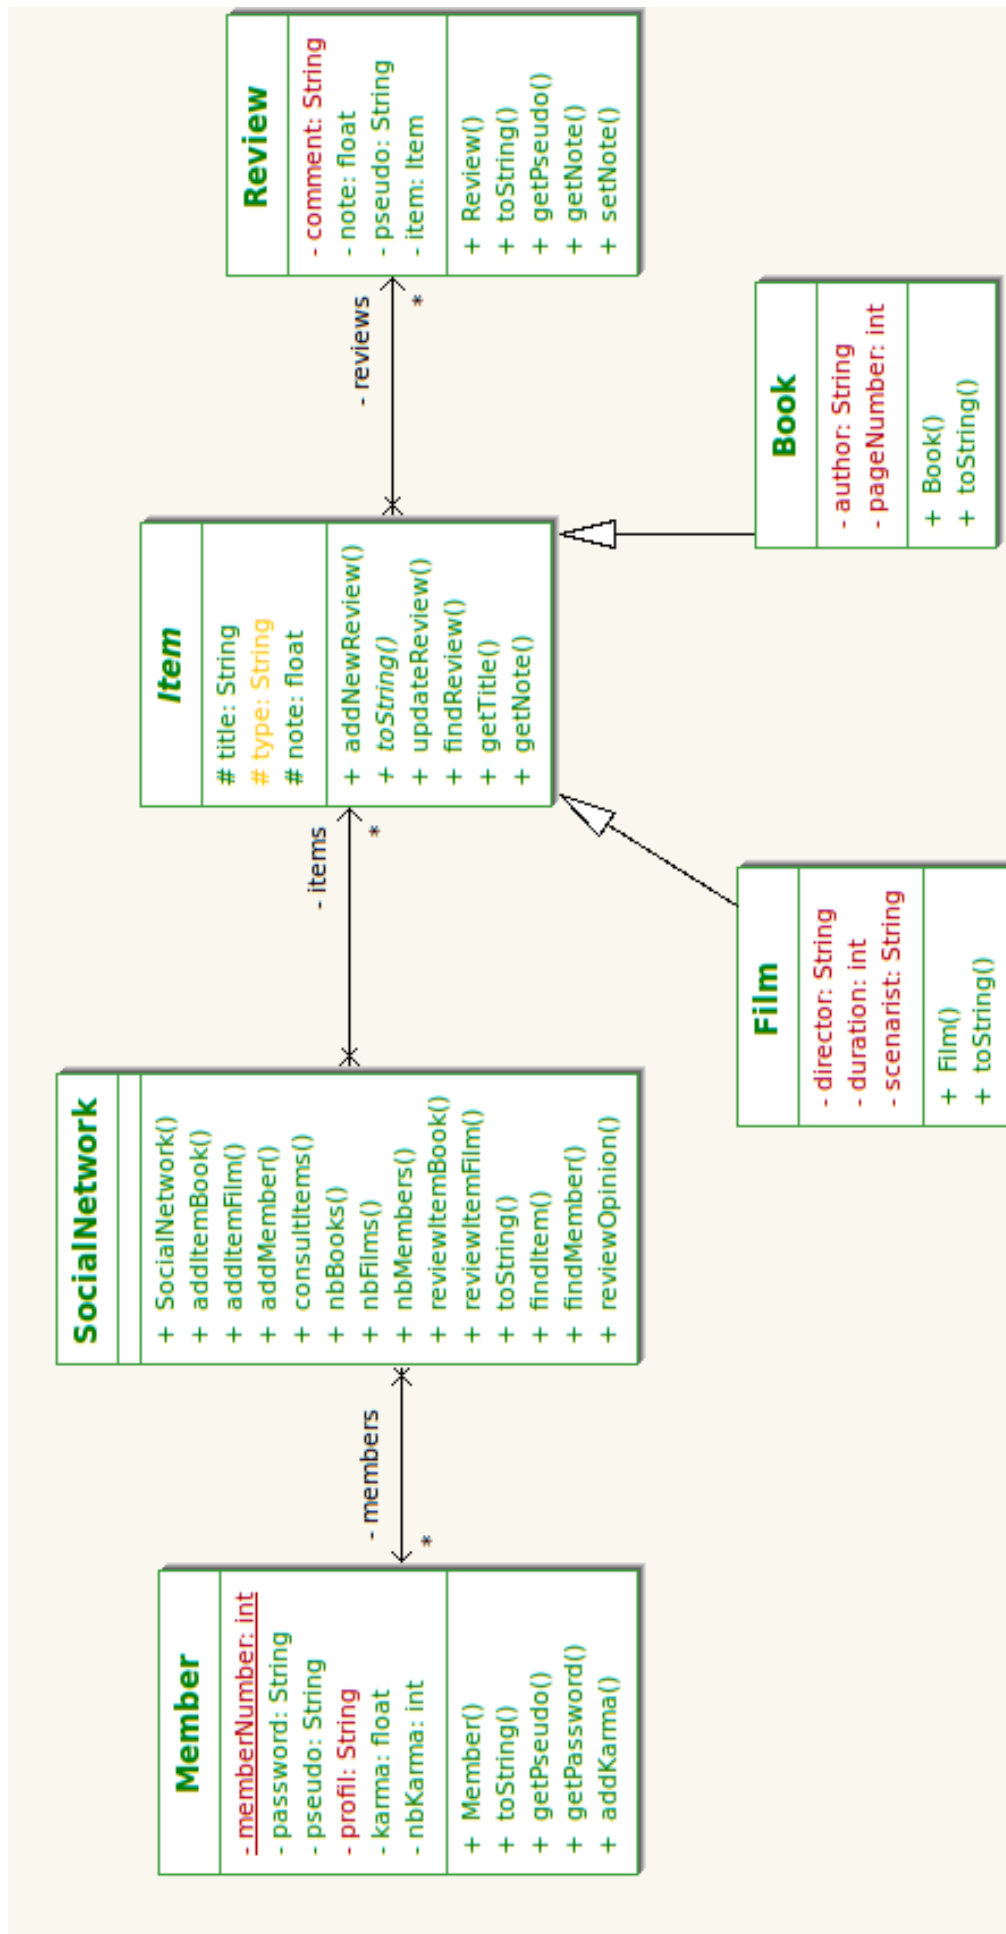 Member
- memberNumber: int
- password: String
- pseudo: String
- profil: String
- karma: float
- nbKarma: int
+ Member()
+ toString()
+ getPseudo()
+ getPassword()
+ addKarma()
- members
*
SocialNetwork
+ SocialNetwork()
+ addItemBook()
+ addItemFilm()
+ addMember()
+ consultItems()
+ nbBooks()
+ nbFilms()
+ nbMembers()
+ reviewItemBook()
+ reviewItemFilm()
+ toString()
+ findItem()
+ findMember()
+ reviewOpinion()
- items
*
Item
# title: String
# type: String
# note: float
+ addNewReview()
+ toString()
+ updateReview()
+ findReview()
+ getTitle()
+ getNote()
- reviews
*
Review
- comment: String
- note: float
- pseudo: String
- item: Item
+ Review()
+ toString()
+ getPseudo()
+ getNote()
+ setNote()
Film
- director: String
- duration: int
- scenarist: String
+ Film()
+ toString()
Book
- author: String
- pageNumber: int
+ Book()
+ toString()